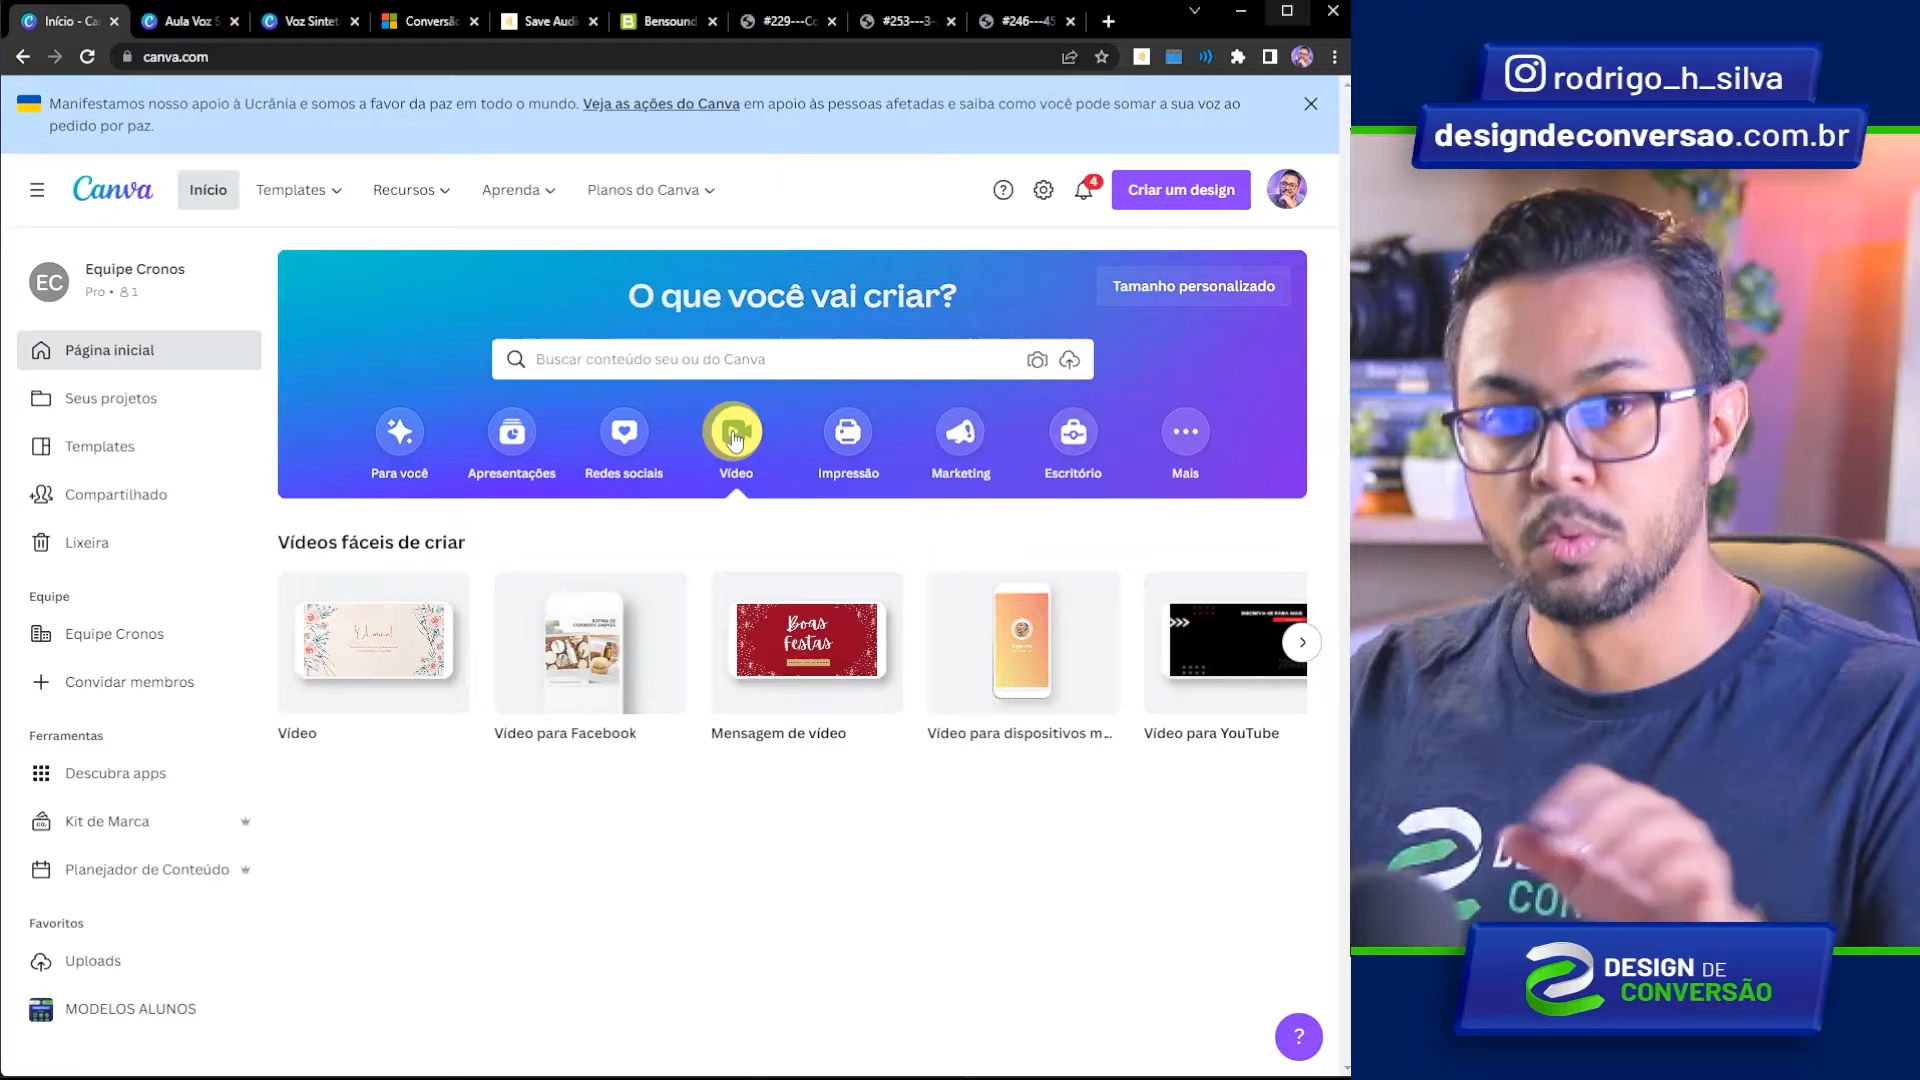 Início - Ca
Aula Voz S
Voz Sintet
Conversão
Save Audi
Bensound
#229---Co
#253---3-
#246---45
canva.com
Manifestamos nosso apoio à Ucrânia e somos a favor da paz em todo o mundo. Veja as ações do Canva em apoio às pessoas afetadas e saiba como você pode somar a sua voz ao
pedido por paz.
Canva
Início
Templates
Recursos
Aprenda
Planos do Canva
4
Criar um design
EC
Equipe Cronos
Pro • 1
Página inicial
Seus projetos
Templates
Compartilhado
Lixeira
Equipe
Equipe Cronos
Convidar membros
Ferramentas
Descubra apps
Kit de Marca
Planejador de Conteúdo
Favoritos
Uploads
MODELOS ALUNOS
O que você vai criar?
Tamanho personalizado
Buscar conteúdo seu ou do Canva
Para você
Apresentações
Redes sociais
Vídeo
Impressão
Marketing
Escritório
Mais
Vídeos fáceis de criar
Boas
Festas
Vídeo
Vídeo para Facebook
Mensagem de vídeo
Vídeo para dispositivos m...
Vídeo para YouTube
?
rodrigo_h_silva
designdeconversao.com.br
DESIGN DE
CONVERSÃO